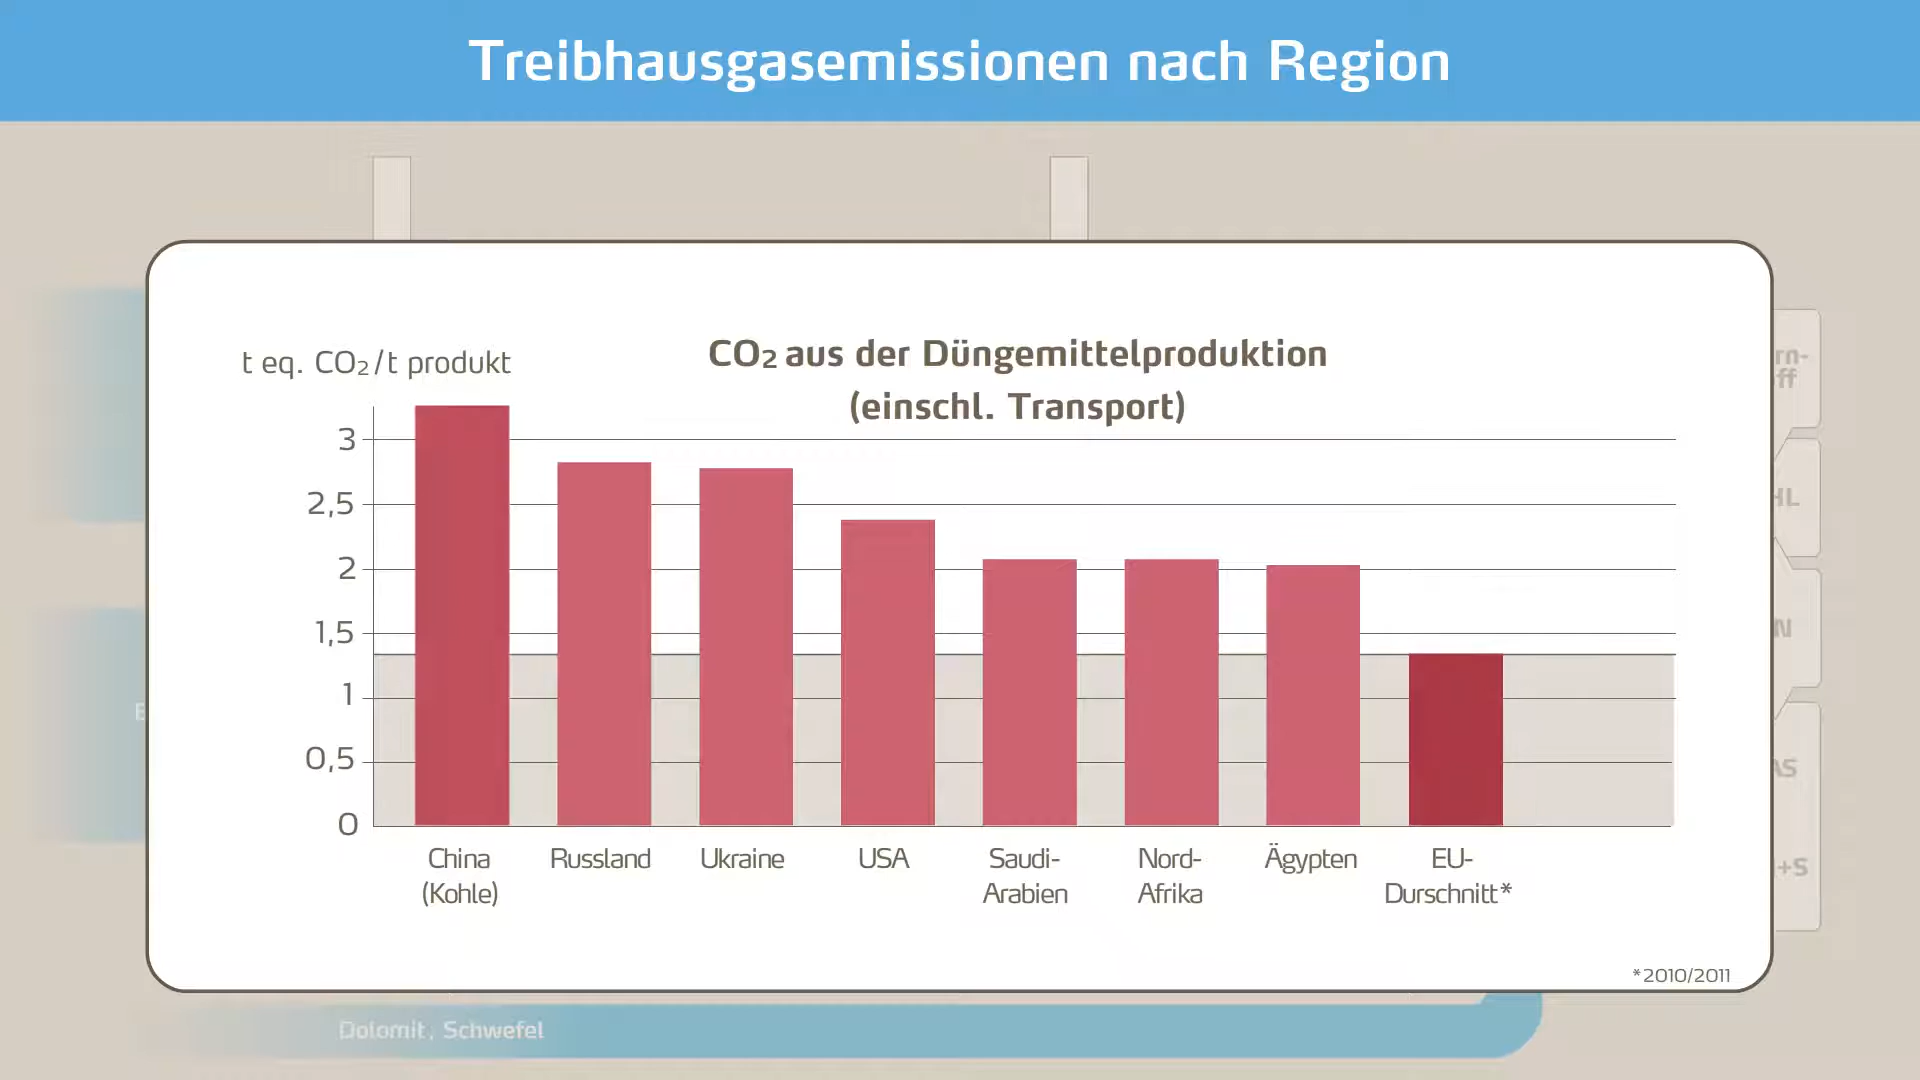 Treibhausgasemissionen nach Region
t eq. CO₂/t produkt
CO₂ aus der Düngemittelproduktion
(einschl. Transport)
3
2,5
2
1,5
1
0,5
0
China
(Kohle)
Russland
Ukraine
USA
Saudi-
Arabien
Nord-
Afrika
Ägypten
EU-
Durschnitt*
*2010/2011
Dolomit, Schwefel